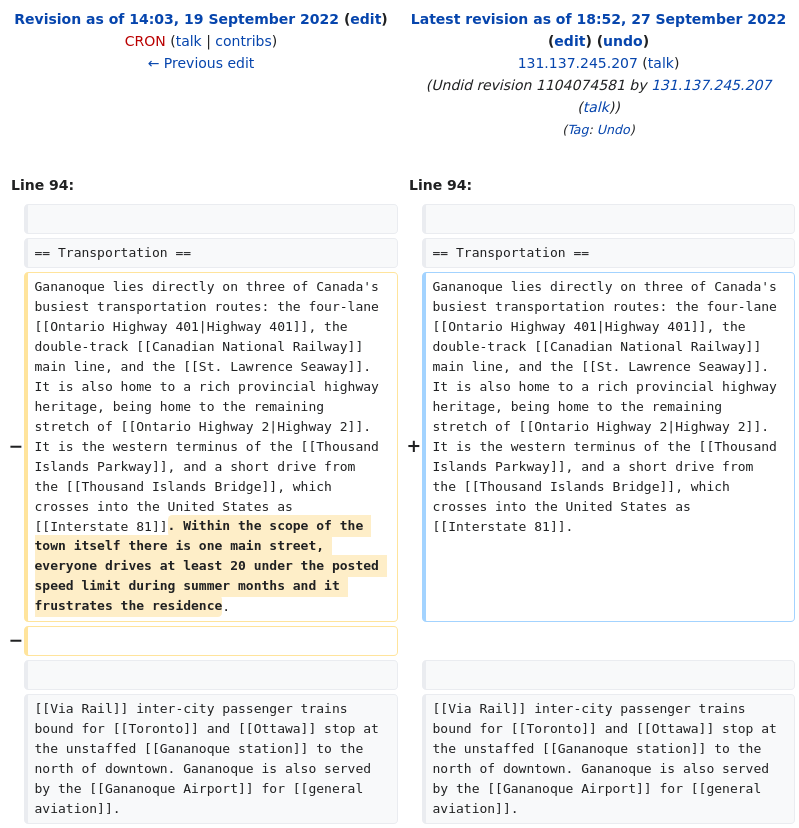 Revision as of 14:03, 19 September 2022 (edit)
CRON (talk | contribs)
← Previous edit
Latest revision as of 18:52, 27 September 2022
(edit) (undo)
131.137.245.207 (talk)
(Undid revision 1104074581 by 131.137.245.207
(talk))
(Tag: Undo)
Line 94:
Line 94:
== Transportation ==
== Transportation ==
−
Gananoque lies directly on three of Canada's
busiest transportation routes: the four-lane
[[Ontario Highway 401|Highway 401]], the
double-track [[Canadian National Railway]]
main line, and the [[St. Lawrence Seaway]].
It is also home to a rich provincial highway
heritage, being home to the remaining
stretch of [[Ontario Highway 2|Highway 2]].
It is the western terminus of the [[Thousand
Islands Parkway]], and a short drive from
the [[Thousand Islands Bridge]], which
crosses into the United States as
[[Interstate 81]]. Within the scope of the
town itself there is one main street,
everyone drives at least 20 under the posted
speed limit during summer months and it
frustrates the residence.
+
Gananoque lies directly on three of Canada's
busiest transportation routes: the four-lane
[[Ontario Highway 401|Highway 401]], the
double-track [[Canadian National Railway]]
main line, and the [[St. Lawrence Seaway]].
It is also home to a rich provincial highway
heritage, being home to the remaining
stretch of [[Ontario Highway 2|Highway 2]].
It is the western terminus of the [[Thousand
Islands Parkway]], and a short drive from
the [[Thousand Islands Bridge]], which
crosses into the United States as
[[Interstate 81]].
−
[[Via Rail]] inter-city passenger trains
bound for [[Toronto]] and [[Ottawa]] stop at
the unstaffed [[Gananoque station]] to the
north of downtown. Gananoque is also served
by the [[Gananoque Airport]] for [[general
aviation]].
[[Via Rail]] inter-city passenger trains
bound for [[Toronto]] and [[Ottawa]] stop at
the unstaffed [[Gananoque station]] to the
north of downtown. Gananoque is also served
by the [[Gananoque Airport]] for [[general
aviation]].